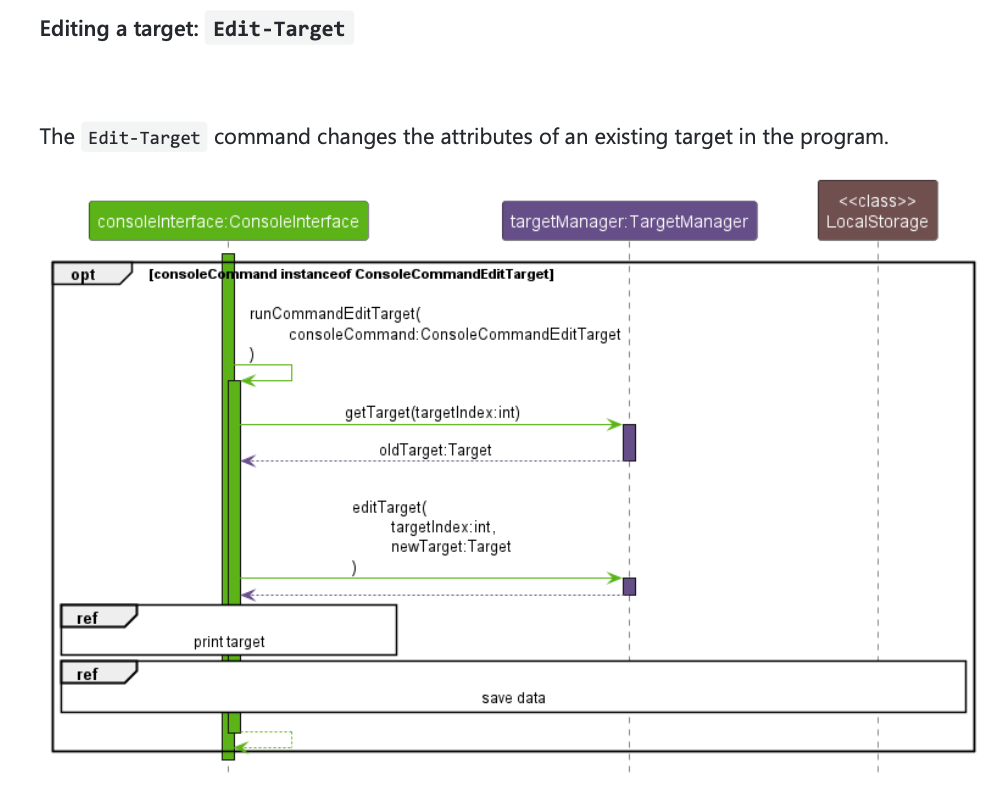 Editing a target: Edit-Target
The Edit-Target command changes the attributes of an existing target in the program.
<<class>>
consoleInterface:ConsoleInterface targetManager:TargetManager LocalStorage
opt [consoleCommand instanceof ConsoleCommandEditTarget]
runCommandEditTarget(
consoleCommand:ConsoleCommandEditTarget
)
getTarget(targetIndex:int)
oldTarget:Target
editTarget(
targetIndex:int,
newTarget:Target
)
ref
print target
ref
save data